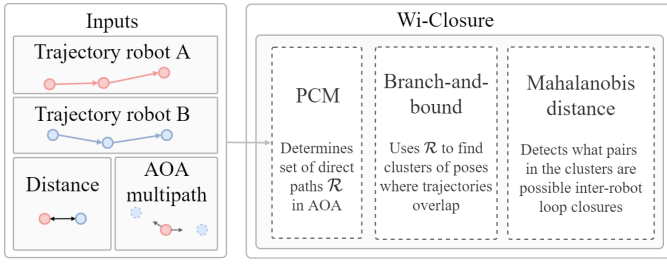 Inputs
Trajectory robot A
Trajectory robot B
Distance
AOA
multipath
Wi-Closure
PCM
Determines
set of direct
paths 𝓡
in AOA
Branch-and-
bound
Uses 𝓡 to find
clusters of poses
where trajectories
overlap
Mahalanobis
distance
Detects what pairs
in the clusters are
possible inter-robot
loop closures